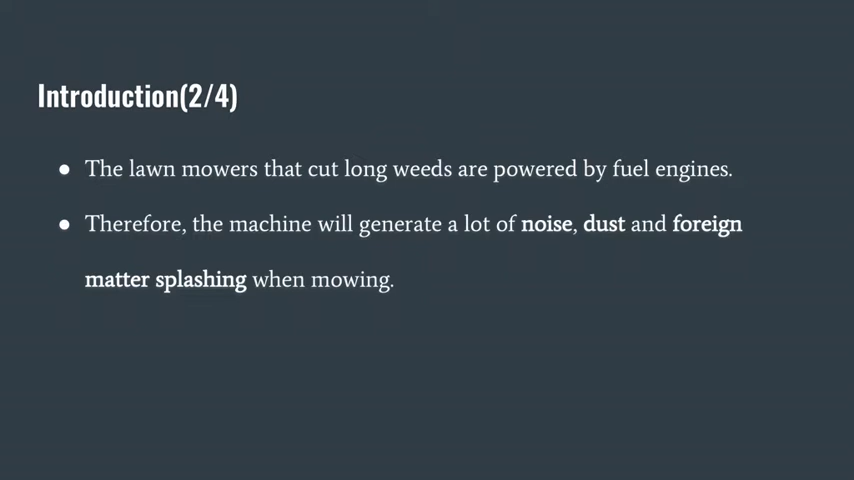 Introduction(2/4)
● The lawn mowers that cut long weeds are powered by fuel engines.
● Therefore, the machine will generate a lot of noise, dust and foreign
matter splashing when mowing.